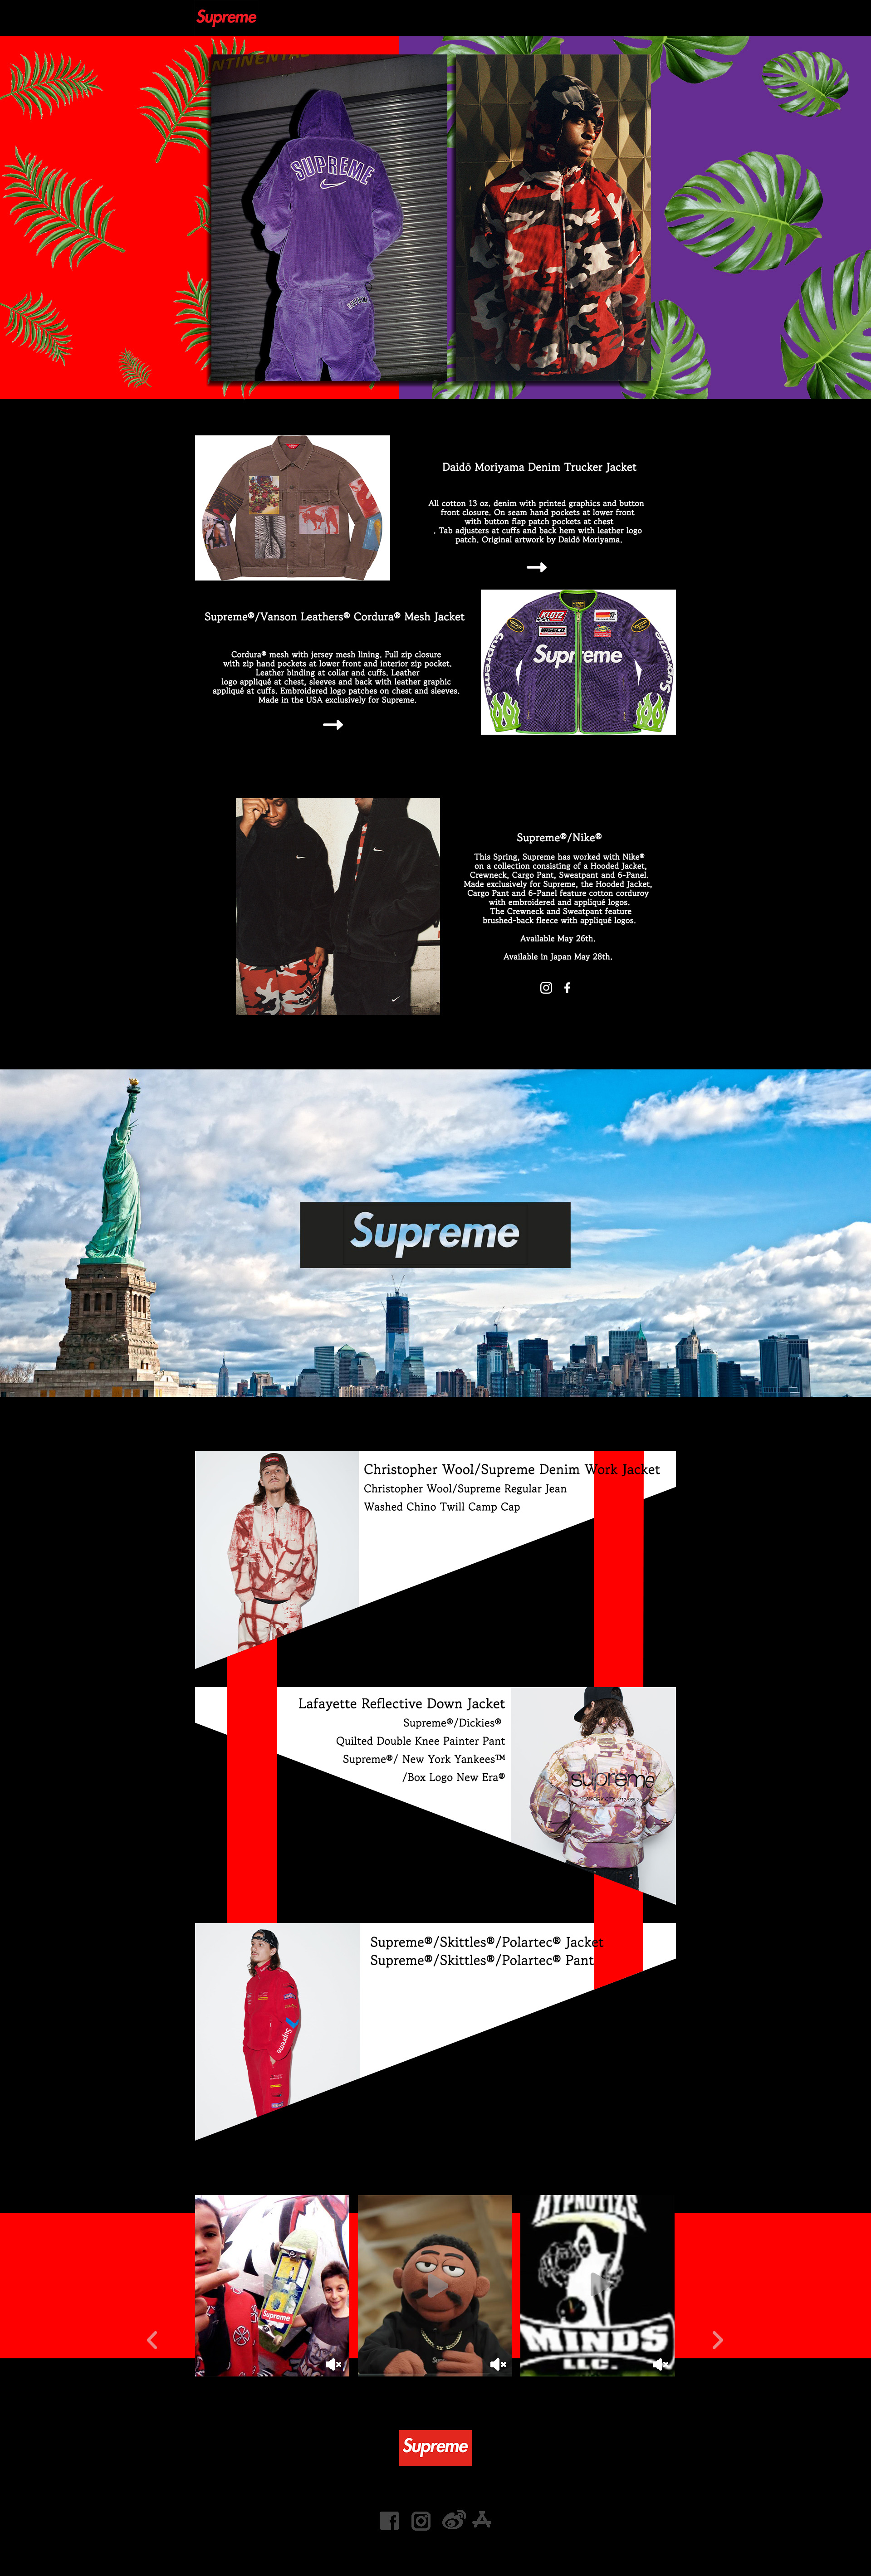 Supreme
NTINENTAL
SUPREME
Daidō Moriyama Denim Trucker Jacket
All cotton 13 oz. denim with printed graphics and button
front closure. On seam hand pockets at lower front
with button flap patch pockets at chest
. Tab adjusters at cuffs and back hem with leather logo
patch. Original artwork by Daidō Moriyama.
Supreme®/Vanson Leathers® Cordura® Mesh Jacket
Cordura® mesh with jersey mesh lining. Full zip closure
with zip hand pockets at lower front and interior zip pocket.
Leather binding at collar and cuffs. Leather
logo appliqué at chest, sleeves and back with leather graphic
appliqué at cuffs. Embroidered logo patches on chest and sleeves.
Made in the USA exclusively for Supreme.
KLOTZ
NISECO
Supreme
Supreme
Supreme
Supreme®/Nike®
This Spring, Supreme has worked with Nike®
on a collection consisting of a Hooded Jacket,
Crewneck, Cargo Pant, Sweatpant and 6-Panel.
Made exclusively for Supreme, the Hooded Jacket,
Cargo Pant and 6-Panel feature cotton corduroy
with embroidered and appliqué logos.
The Crewneck and Sweatpant feature
brushed-back fleece with appliqué logos.
Available May 26th.
Available in Japan May 28th.
Supreme
Christopher Wool/Supreme Denim Work Jacket
Christopher Wool/Supreme Regular Jean
Washed Chino Twill Camp Cap
Lafayette Reflective Down Jacket
Supreme®/Dickies®
Quilted Double Knee Painter Pant
Supreme®/ New York Yankees™
/Box Logo New Era®
supreme
Supreme®/Skittles®/Polartec® Jacket
Supreme®/Skittles®/Polartec® Pant
Supreme
Supreme
HYPNOTIZE
MINDS
LLC.
Supreme